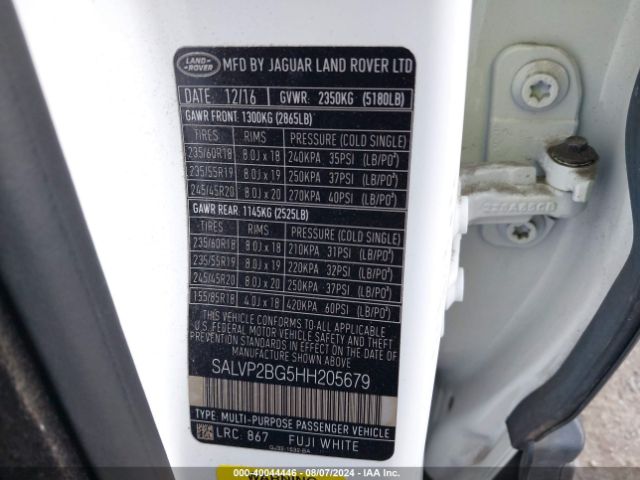 LAND-
ROVER
MFD BY JAGUAR LAND ROVER LTD
DATE: 12/16 GVWR: 2350KG (5180LB)
GAWR FRONT: 1300KG (2865LB)
TIRES RIMS PRESSURE (COLD SINGLE)
235/60R18 8.0J x 18 240KPA 35PSI (LB/PO²)
235/55R19 8.0J x 19 250KPA 37PSI (LB/PO²)
245/45R20 8.0J x 20 270KPA 40PSI (LB/PO²)
GAWR REAR: 1145KG (2525LB)
TIRES RIMS PRESSURE (COLD SINGLE)
235/60R18 8.0J x 18 210KPA 31PSI (LB/PO²)
235/55R19 8.0J x 19 220KPA 32PSI (LB/PO²)
245/45R20 8.0J x 20 250KPA 37PSI (LB/PO²)
155/85R18 4.0J x 18 420KPA 60PSI (LB/PO²)
THIS VEHICLE CONFORMS TO ALL APPLICABLE
U.S. FEDERAL MOTOR VEHICLE SAFETY AND THEFT
PREVENTION STANDARDS IN EFFECT ON THE DATE OF
MANUFACTURE SHOWN ABOVE
SALVP2BG5HH205679
TYPE: MULTI-PURPOSE PASSENGER VEHICLE
LRC: 867 FUJI WHITE
WARNING
© - 40044446 - 08/07/2024 - IAA, Inc.